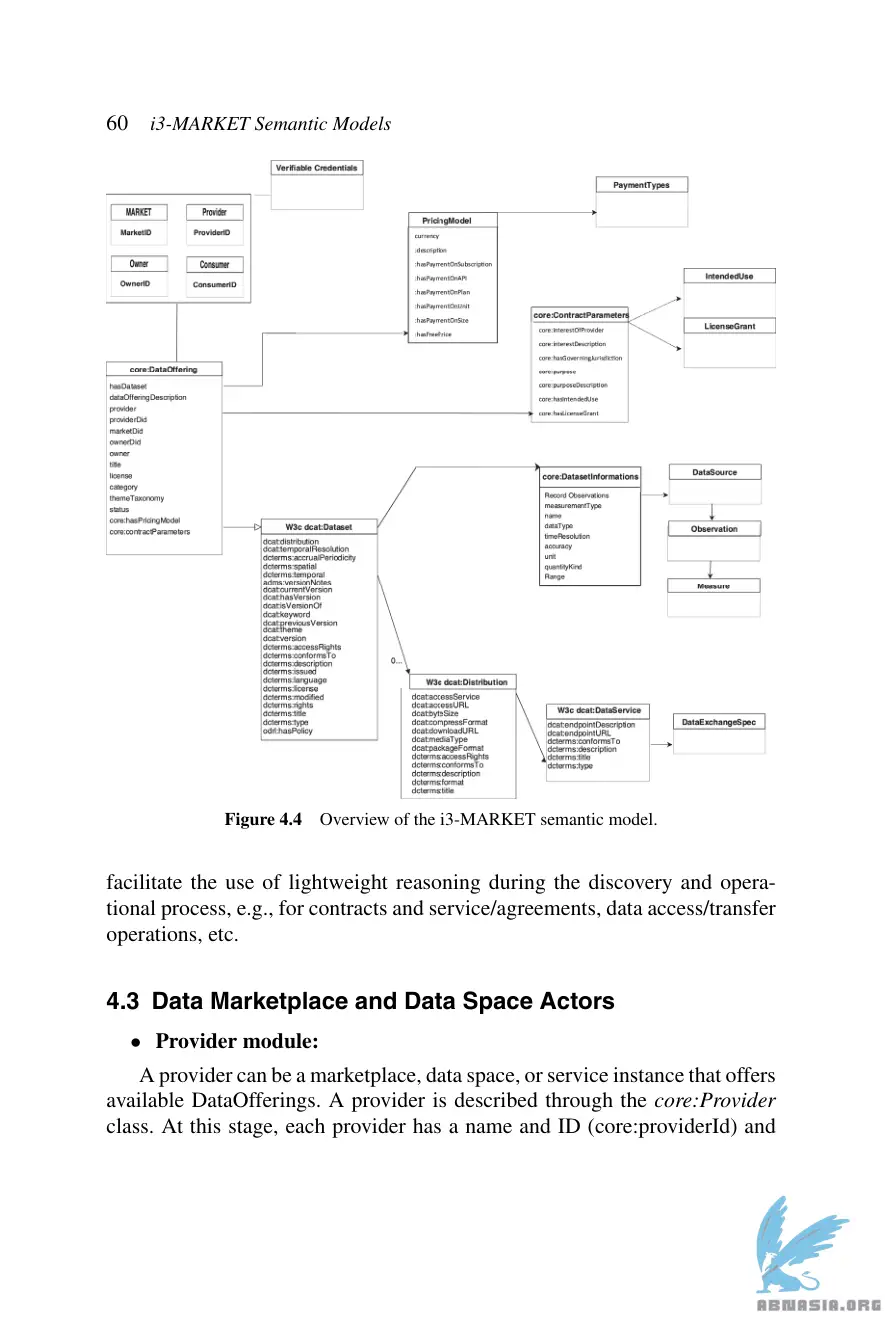 60 i3-MARKET Semantic Models
Verifiable Credentials
MARKET
MarketID
Provider
ProviderID
Owner
OwnerID
Consumer
ConsumerID
PricingModel
currency
:description
:hasPaymentOnSubscription
:hasPaymentOnAPI
:hasPaymentOnPlan
:hasPaymentOnUnit
:hasPaymentOnSize
:hasFreePrice
PaymentTypes
core:ContractParameters
core:InterestOfProvider
core:interestDescription
core:hasGoverningJurisdiction
core:purpose
core:purposeDescription
core:hasIntendedUse
core:hasLicenseGrant
IntendedUse
LicenseGrant
core:DataOffering
hasDataset
dataOfferingDescription
provider
providerDid
marketDid
ownerDid
owner
title
license
category
themeTaxonomy
status
core:hasPricingModel
core:contractParameters
W3c dcat:Dataset
dcat:distribution
dcat:temporalResolution
dcterms:accrualPeriodicity
dcterms:spatial
dcterms:temporal
adms:versionNotes
dcat:currentVersion
dcat:hasVersion
dcat:isVersionOf
dcat:keyword
dcat:previousVersion
dcat:theme
dcat:version
dcterms:accessRights
dcterms:conformsTo
dcterms:description
dcterms:issued
dcterms:language
dcterms:license
dcterms:modified
dcterms:rights
dcterms:title
dcterms:type
odrl:hasPolicy
core:DatasetInformations
Record Observations
measurementType
name
dataType
timeResolution
accuracy
unit
quantityKind
Range
DataSource
Observation
Measure
0...
W3c dcat:Distribution
dcat:accessService
dcat:accessURL
dcat:byteSize
dcat:compressFormat
dcat:downloadURL
dcat:mediaType
dcat:packageFormat
dcterms:accessRights
dcterms:conformsTo
dcterms:description
dcterms:format
dcterms:title
W3c dcat:DataService
dcat:endpointDescription
dcat:endpointURL
dcterms:conformsTo
dcterms:description
dcterms:title
dcterms:type
DataExchangeSpec
Figure 4.4 Overview of the i3-MARKET semantic model.
facilitate the use of lightweight reasoning during the discovery and opera-
tional process, e.g., for contracts and service/agreements, data access/transfer
operations, etc.
4.3 Data Marketplace and Data Space Actors
• Provider module:
A provider can be a marketplace, data space, or service instance that offers
available DataOfferings. A provider is described through the core:Provider
class. At this stage, each provider has a name and ID (core:providerId) and
ABNASIA.ORG